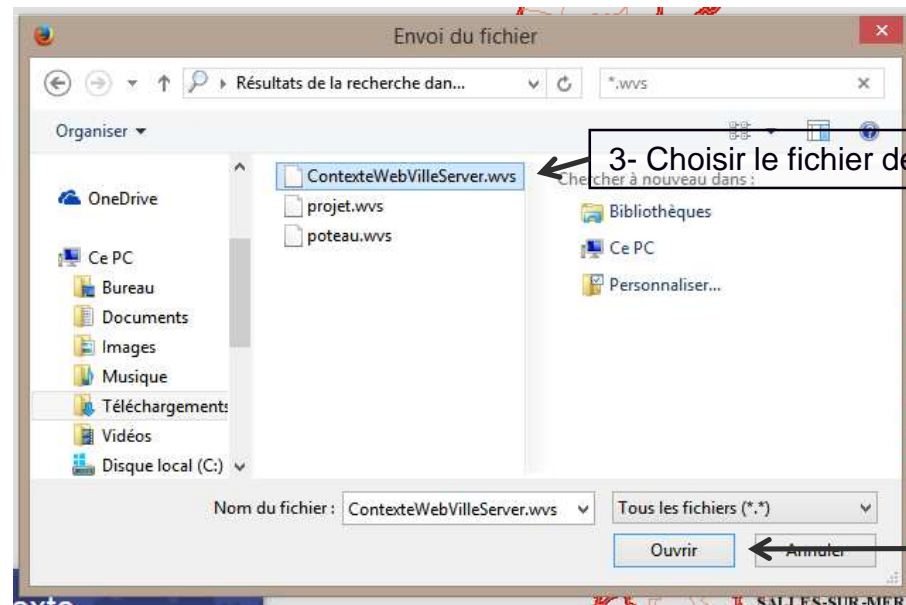 Envoi du fichier
Résultats de la recherche dan...
*.wvs
Organiser
3- Choisir le fichier de
ContexteWebVilleServer.wvs
projet.wvs
poteau.wvs
Chercher à nouveau dans :
Bibliothèques
Ce PC
Personnaliser...
OneDrive
Ce PC
Bureau
Documents
Images
Musique
Téléchargements
Vidéos
Disque local (C:)
Nom du fichier : ContexteWebVilleServer.wvs
Tous les fichiers (*.*)
Ouvrir
Annuler
exte
SALLES-SUR-MER